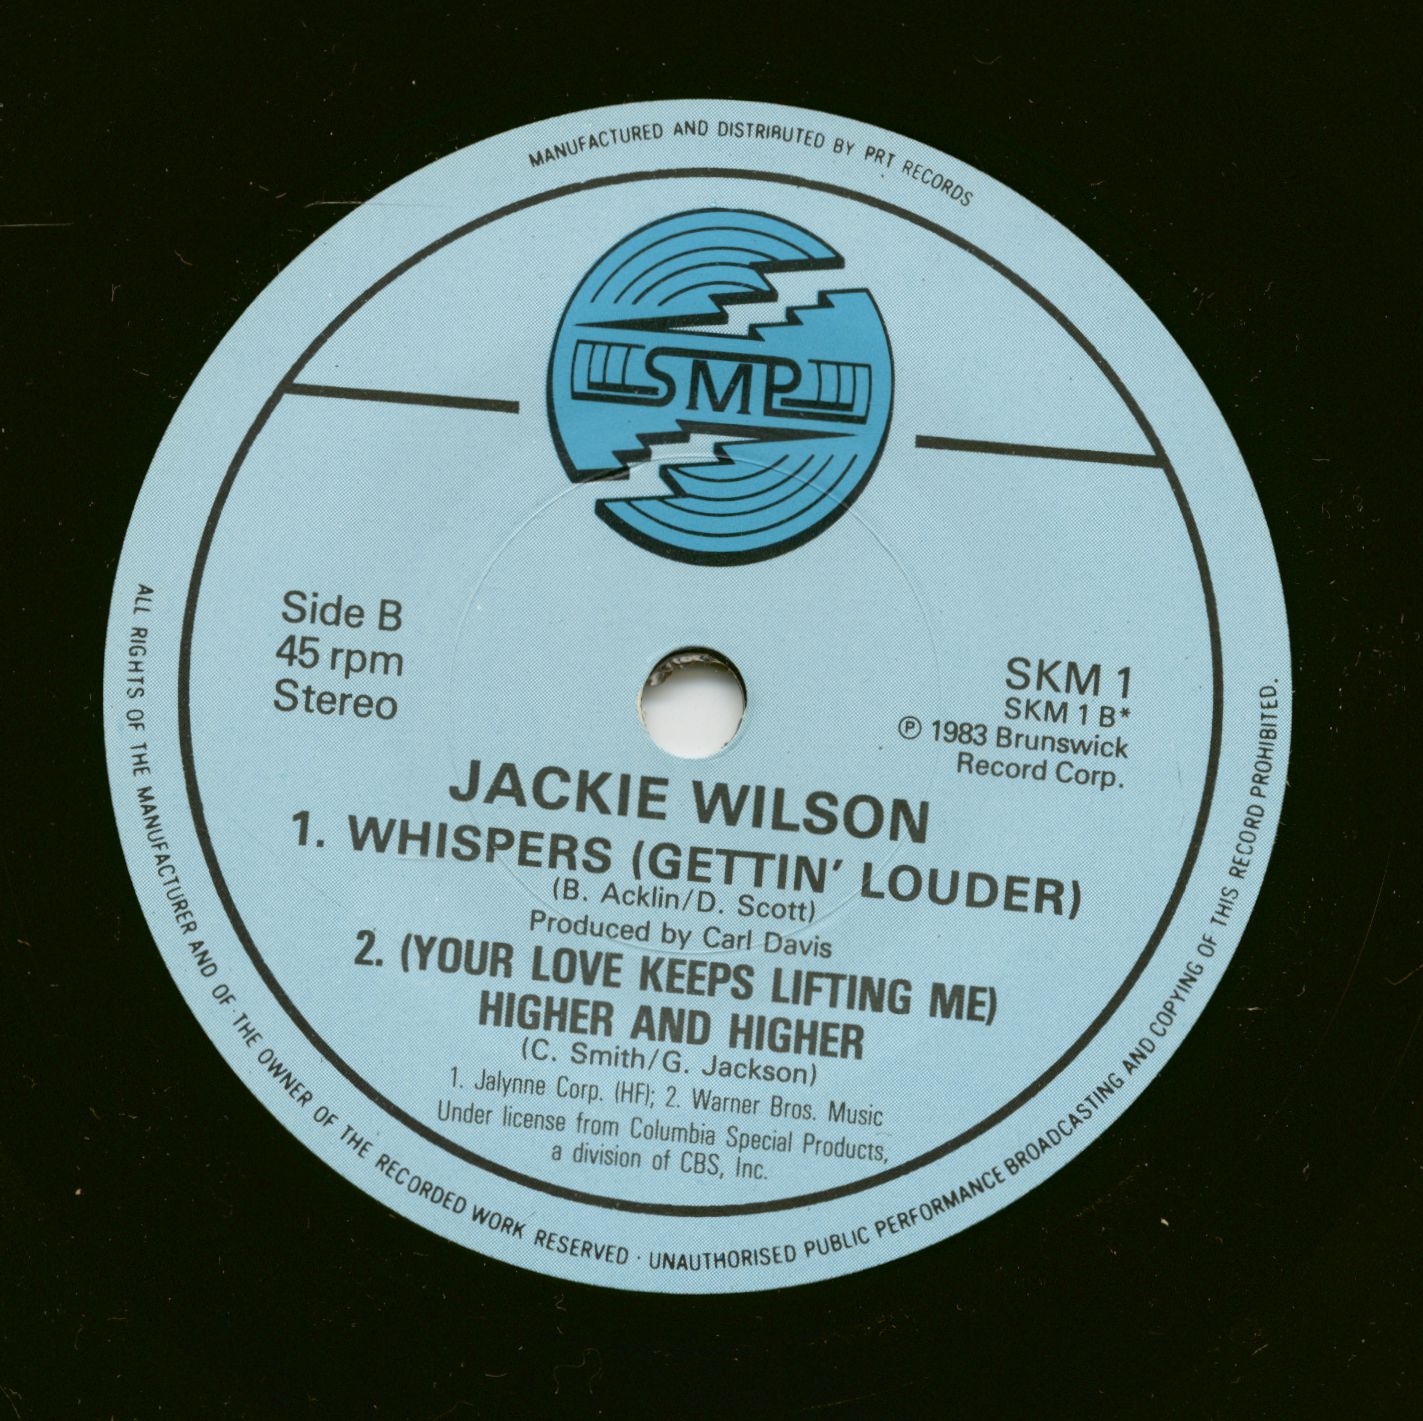 MANUFACTURED AND DISTRIBUTED BY PRT RECORDS
SMP
Side B
45 rpm
Stereo
SKM 1
SKM 1 B*
℗ 1983 Brunswick
Record Corp.
JACKIE WILSON
1. WHISPERS (GETTIN' LOUDER)
(B. Acklin/D. Scott)
Produced by Carl Davis
2. (YOUR LOVE KEEPS LIFTING ME)
HIGHER AND HIGHER
(C. Smith/G. Jackson)
1. Jalynne Corp. (HF); 2. Warner Bros. Music
Under license from Columbia Special Products,
a division of CBS, Inc.
ALL RIGHTS OF THE MANUFACTURER AND OF · THE OWNER OF THE RECORDED WORK RESERVED · UNAUTHORISED PUBLIC PERFORMANCE BROADCASTING AND COPYING OF THIS RECORD PROHIBITED.